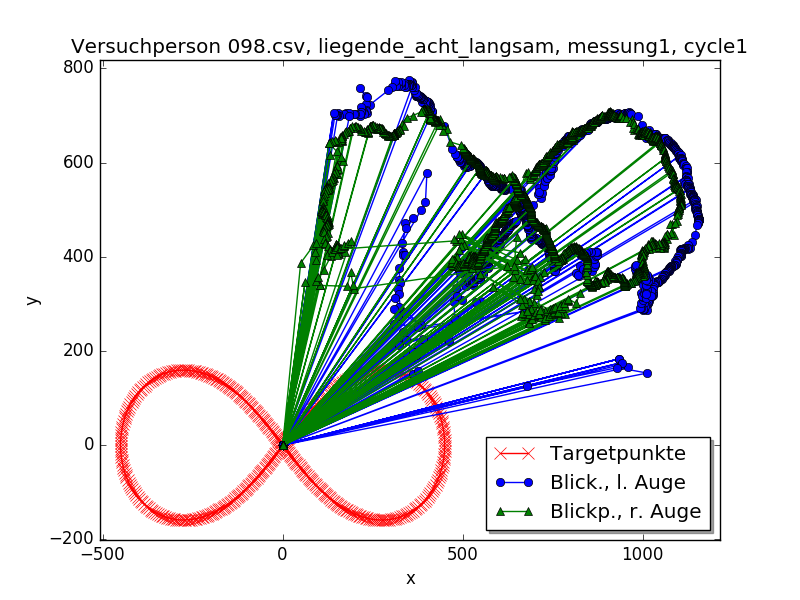 Versuchperson 098.csv, liegende_acht_langsam, messung1, cycle1
800
600
400
200
0
−200
y
−500
0
500
1000
x
Targetpunkte
Blick., l. Auge
Blickp., r. Auge